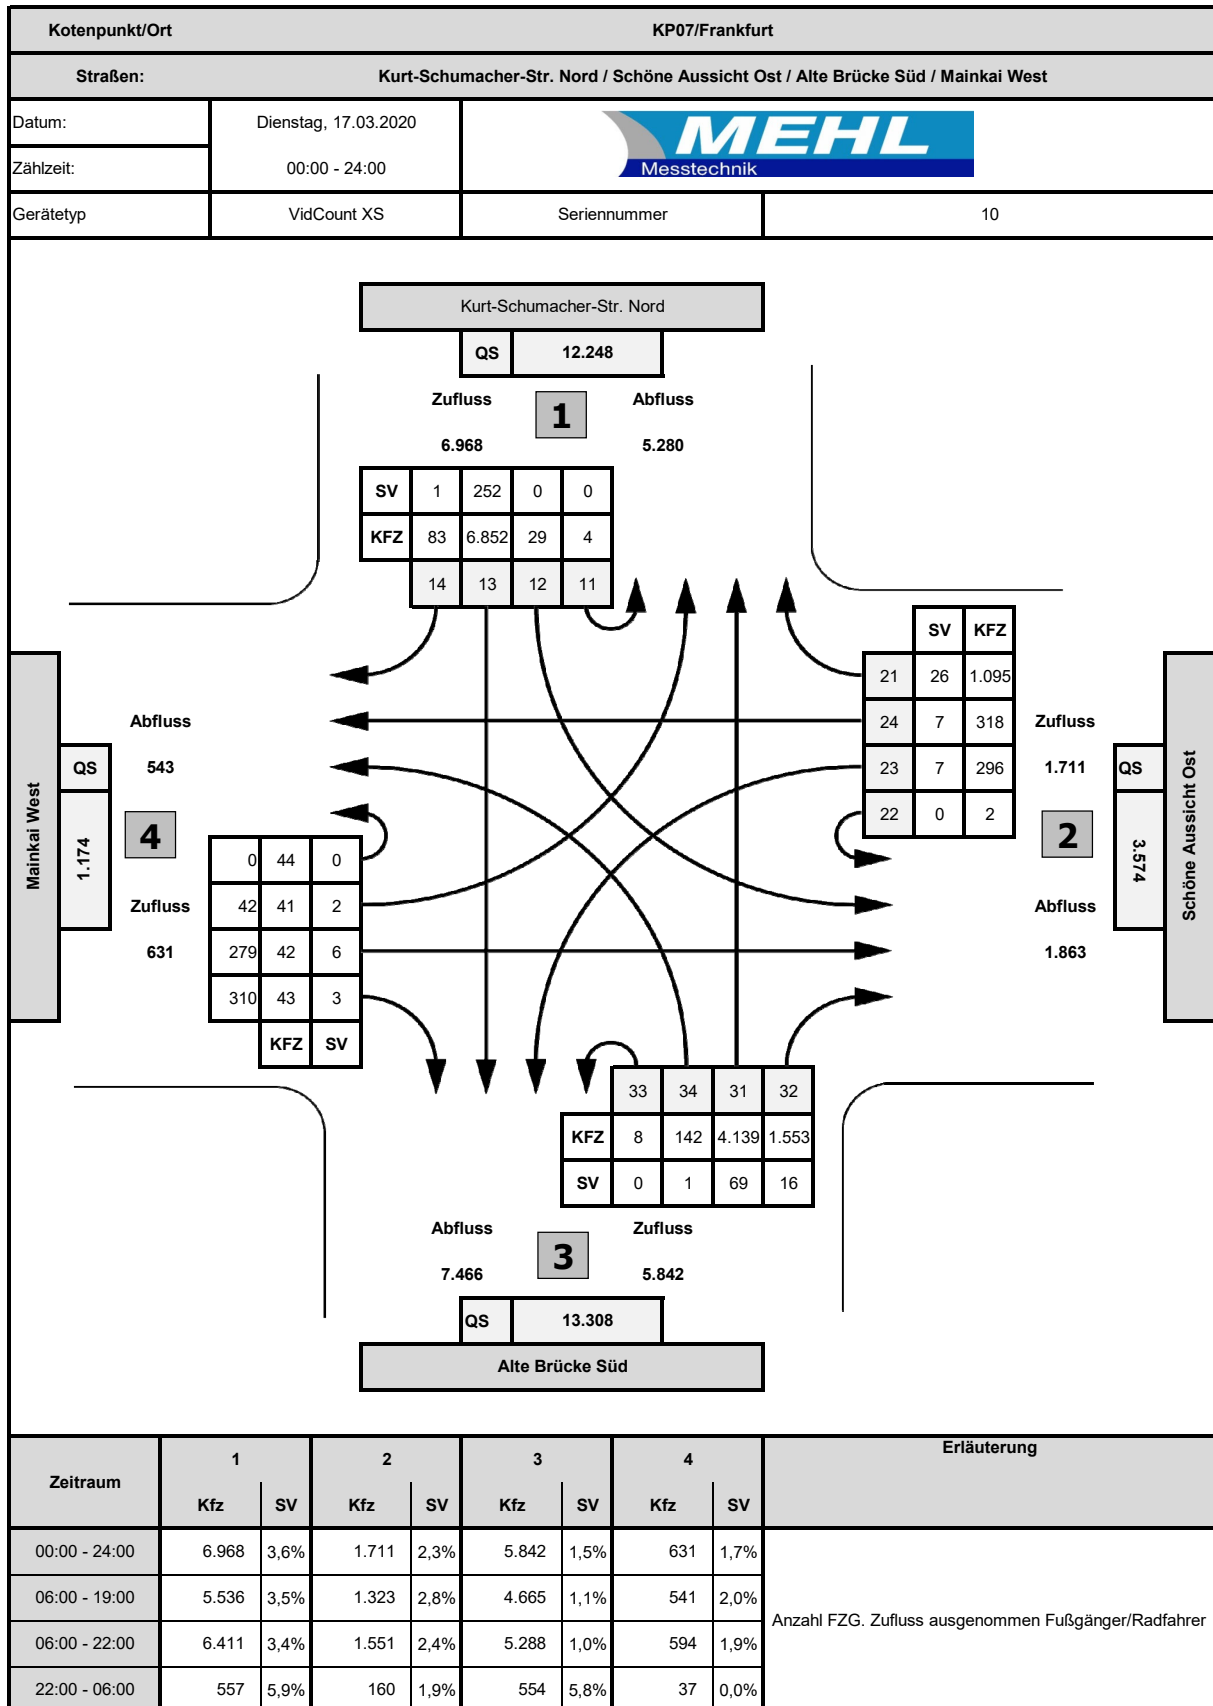 Kotenpunkt/Ort KP07/Frankfurt
Straßen: Kurt-Schumacher-Str. Nord / Schöne Aussicht Ost / Alte Brücke Süd / Mainkai West
Datum: Dienstag, 17.03.2020
MEHL
Messtechnik
Zählzeit: 00:00 - 24:00
Gerätetyp VidCount XS Seriennummer 10
Kurt-Schumacher-Str. Nord
QS 12.248
Zufluss 1 Abfluss
6.968 5.280
SV 1 252 0 0
KFZ 83 6.852 29 4
14 13 12 11
SV KFZ
21 26 1.095
24 7 318
23 7 296
22 0 2
Zufluss
1.711
2
Abfluss
1.863
QS
3.574
Schöne Aussicht Ost
Mainkai West
QS
1.174
Abfluss
543
4
Zufluss
631
0 44 0
42 41 2
279 42 6
310 43 3
KFZ SV
33 34 31 32
KFZ 8 142 4.139 1.553
SV 0 1 69 16
Abfluss 3 Zufluss
7.466 5.842
QS 13.308
Alte Brücke Süd
Zeitraum 1 2 3 4 Erläuterung
Kfz SV Kfz SV Kfz SV Kfz SV
00:00 - 24:00 6.968 3,6% 1.711 2,3% 5.842 1,5% 631 1,7%
06:00 - 19:00 5.536 3,5% 1.323 2,8% 4.665 1,1% 541 2,0%
Anzahl FZG. Zufluss ausgenommen Fußgänger/Radfahrer
06:00 - 22:00 6.411 3,4% 1.551 2,4% 5.288 1,0% 594 1,9%
22:00 - 06:00 557 5,9% 160 1,9% 554 5,8% 37 0,0%